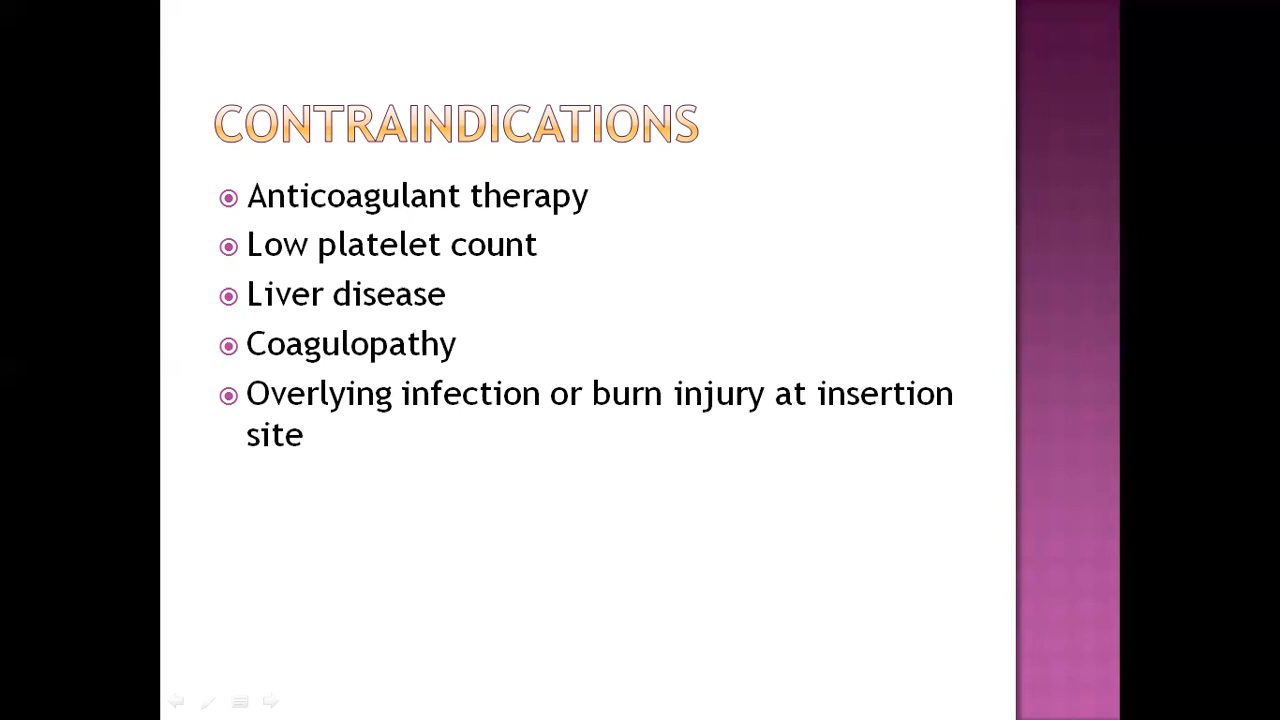 CONTRAINDICATIONS
Anticoagulant therapy
Low platelet count
Liver disease
Coagulopathy
Overlying infection or burn injury at insertion
site